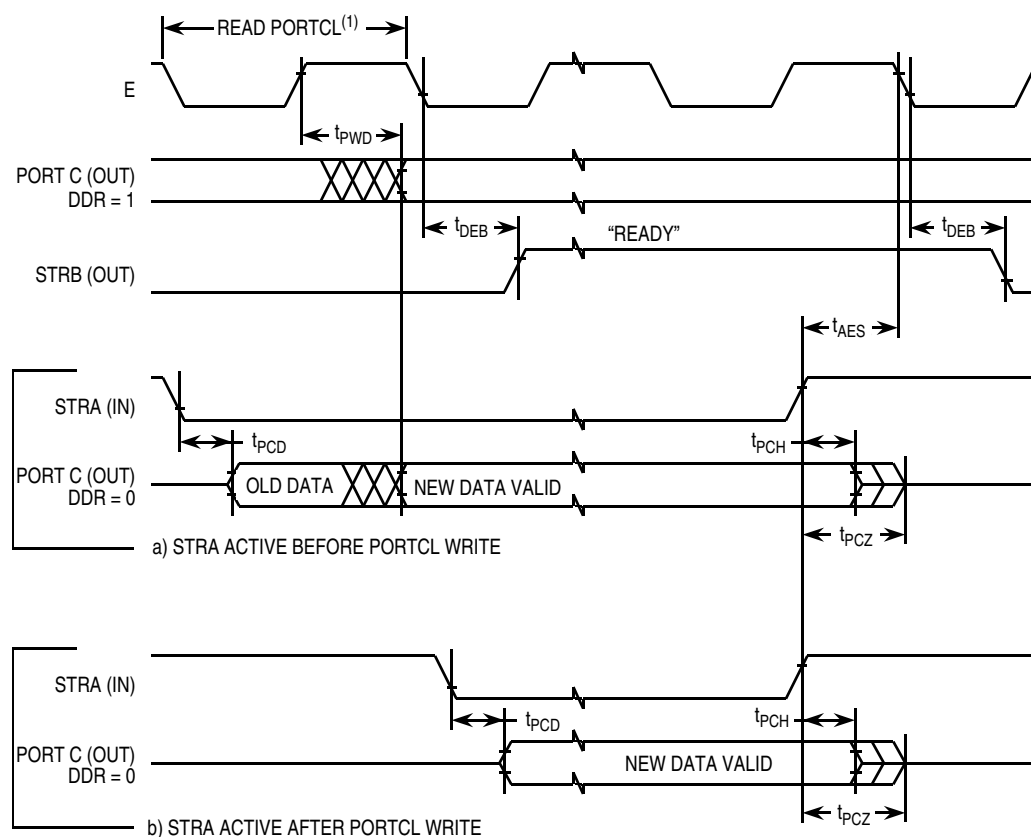 READ PORTCL(1)
E
tPWD
PORT C (OUT)
DDR = 1
tDEB
"READY"
tDEB
STRB (OUT)
tAES
STRA (IN)
tPCD
tPCH
PORT C (OUT)
DDR = 0
OLD DATA
NEW DATA VALID
tPCZ
a) STRA ACTIVE BEFORE PORTCL WRITE
STRA (IN)
tPCD
tPCH
PORT C (OUT)
DDR = 0
NEW DATA VALID
tPCZ
b) STRA ACTIVE AFTER PORTCL WRITE